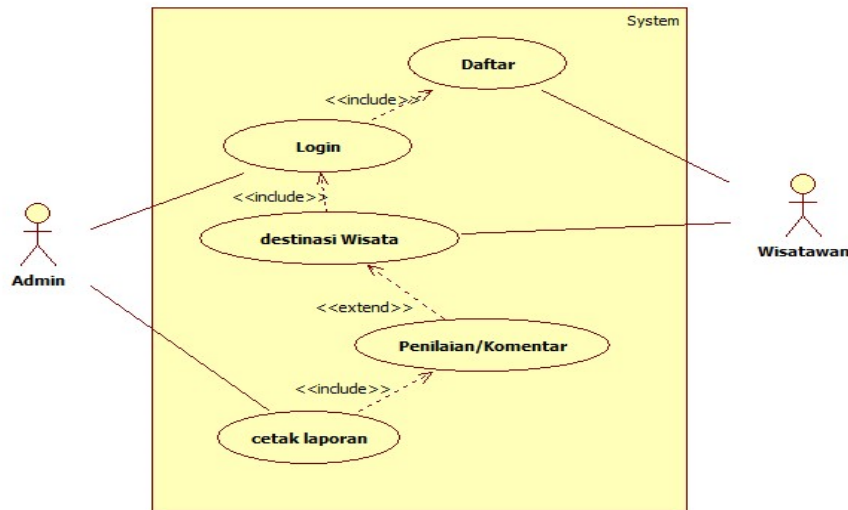 System
Daftar
<<include>>
Login
<<include>>
destinasi Wisata
Admin
Wisatawan
<<extend>>
Penilaian/Komentar
<<include>>
cetak laporan